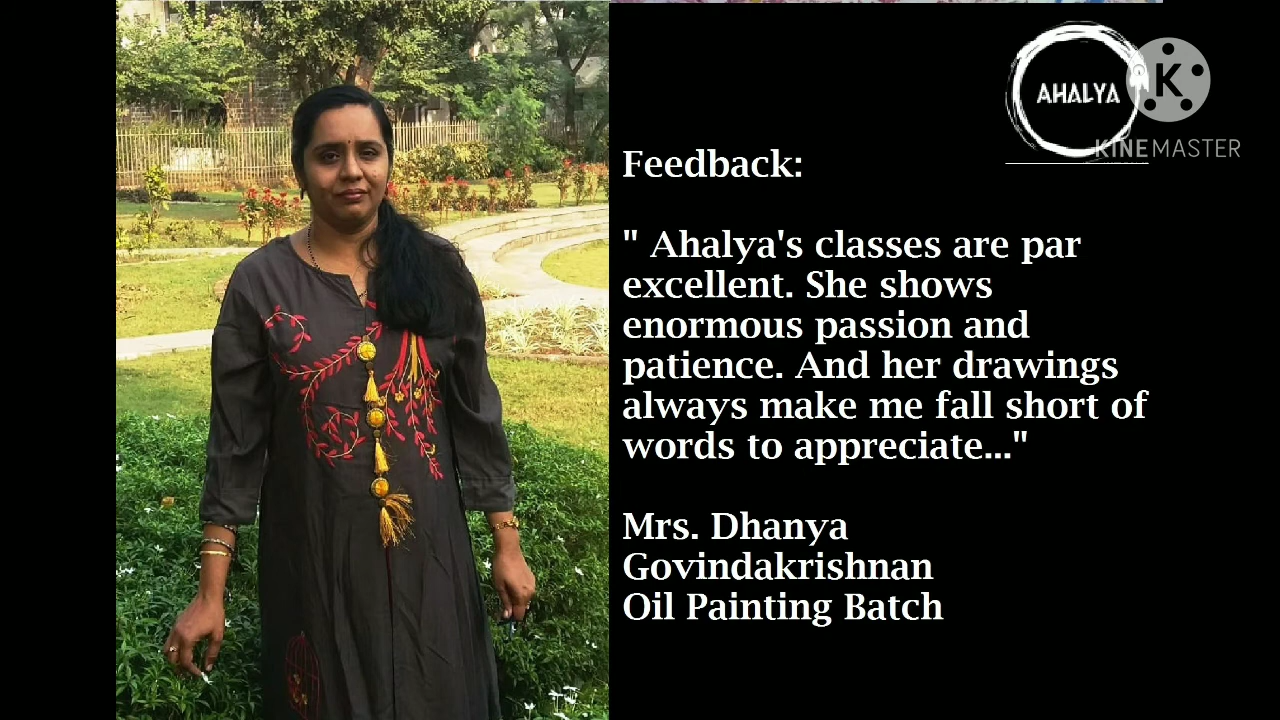 AHALYA
K
KINEMASTER
Feedback:
" Ahalya's classes are par
excellent. She shows
enormous passion and
patience. And her drawings
always make me fall short of
words to appreciate..."
Mrs. Dhanya
Govindakrishnan
Oil Painting Batch